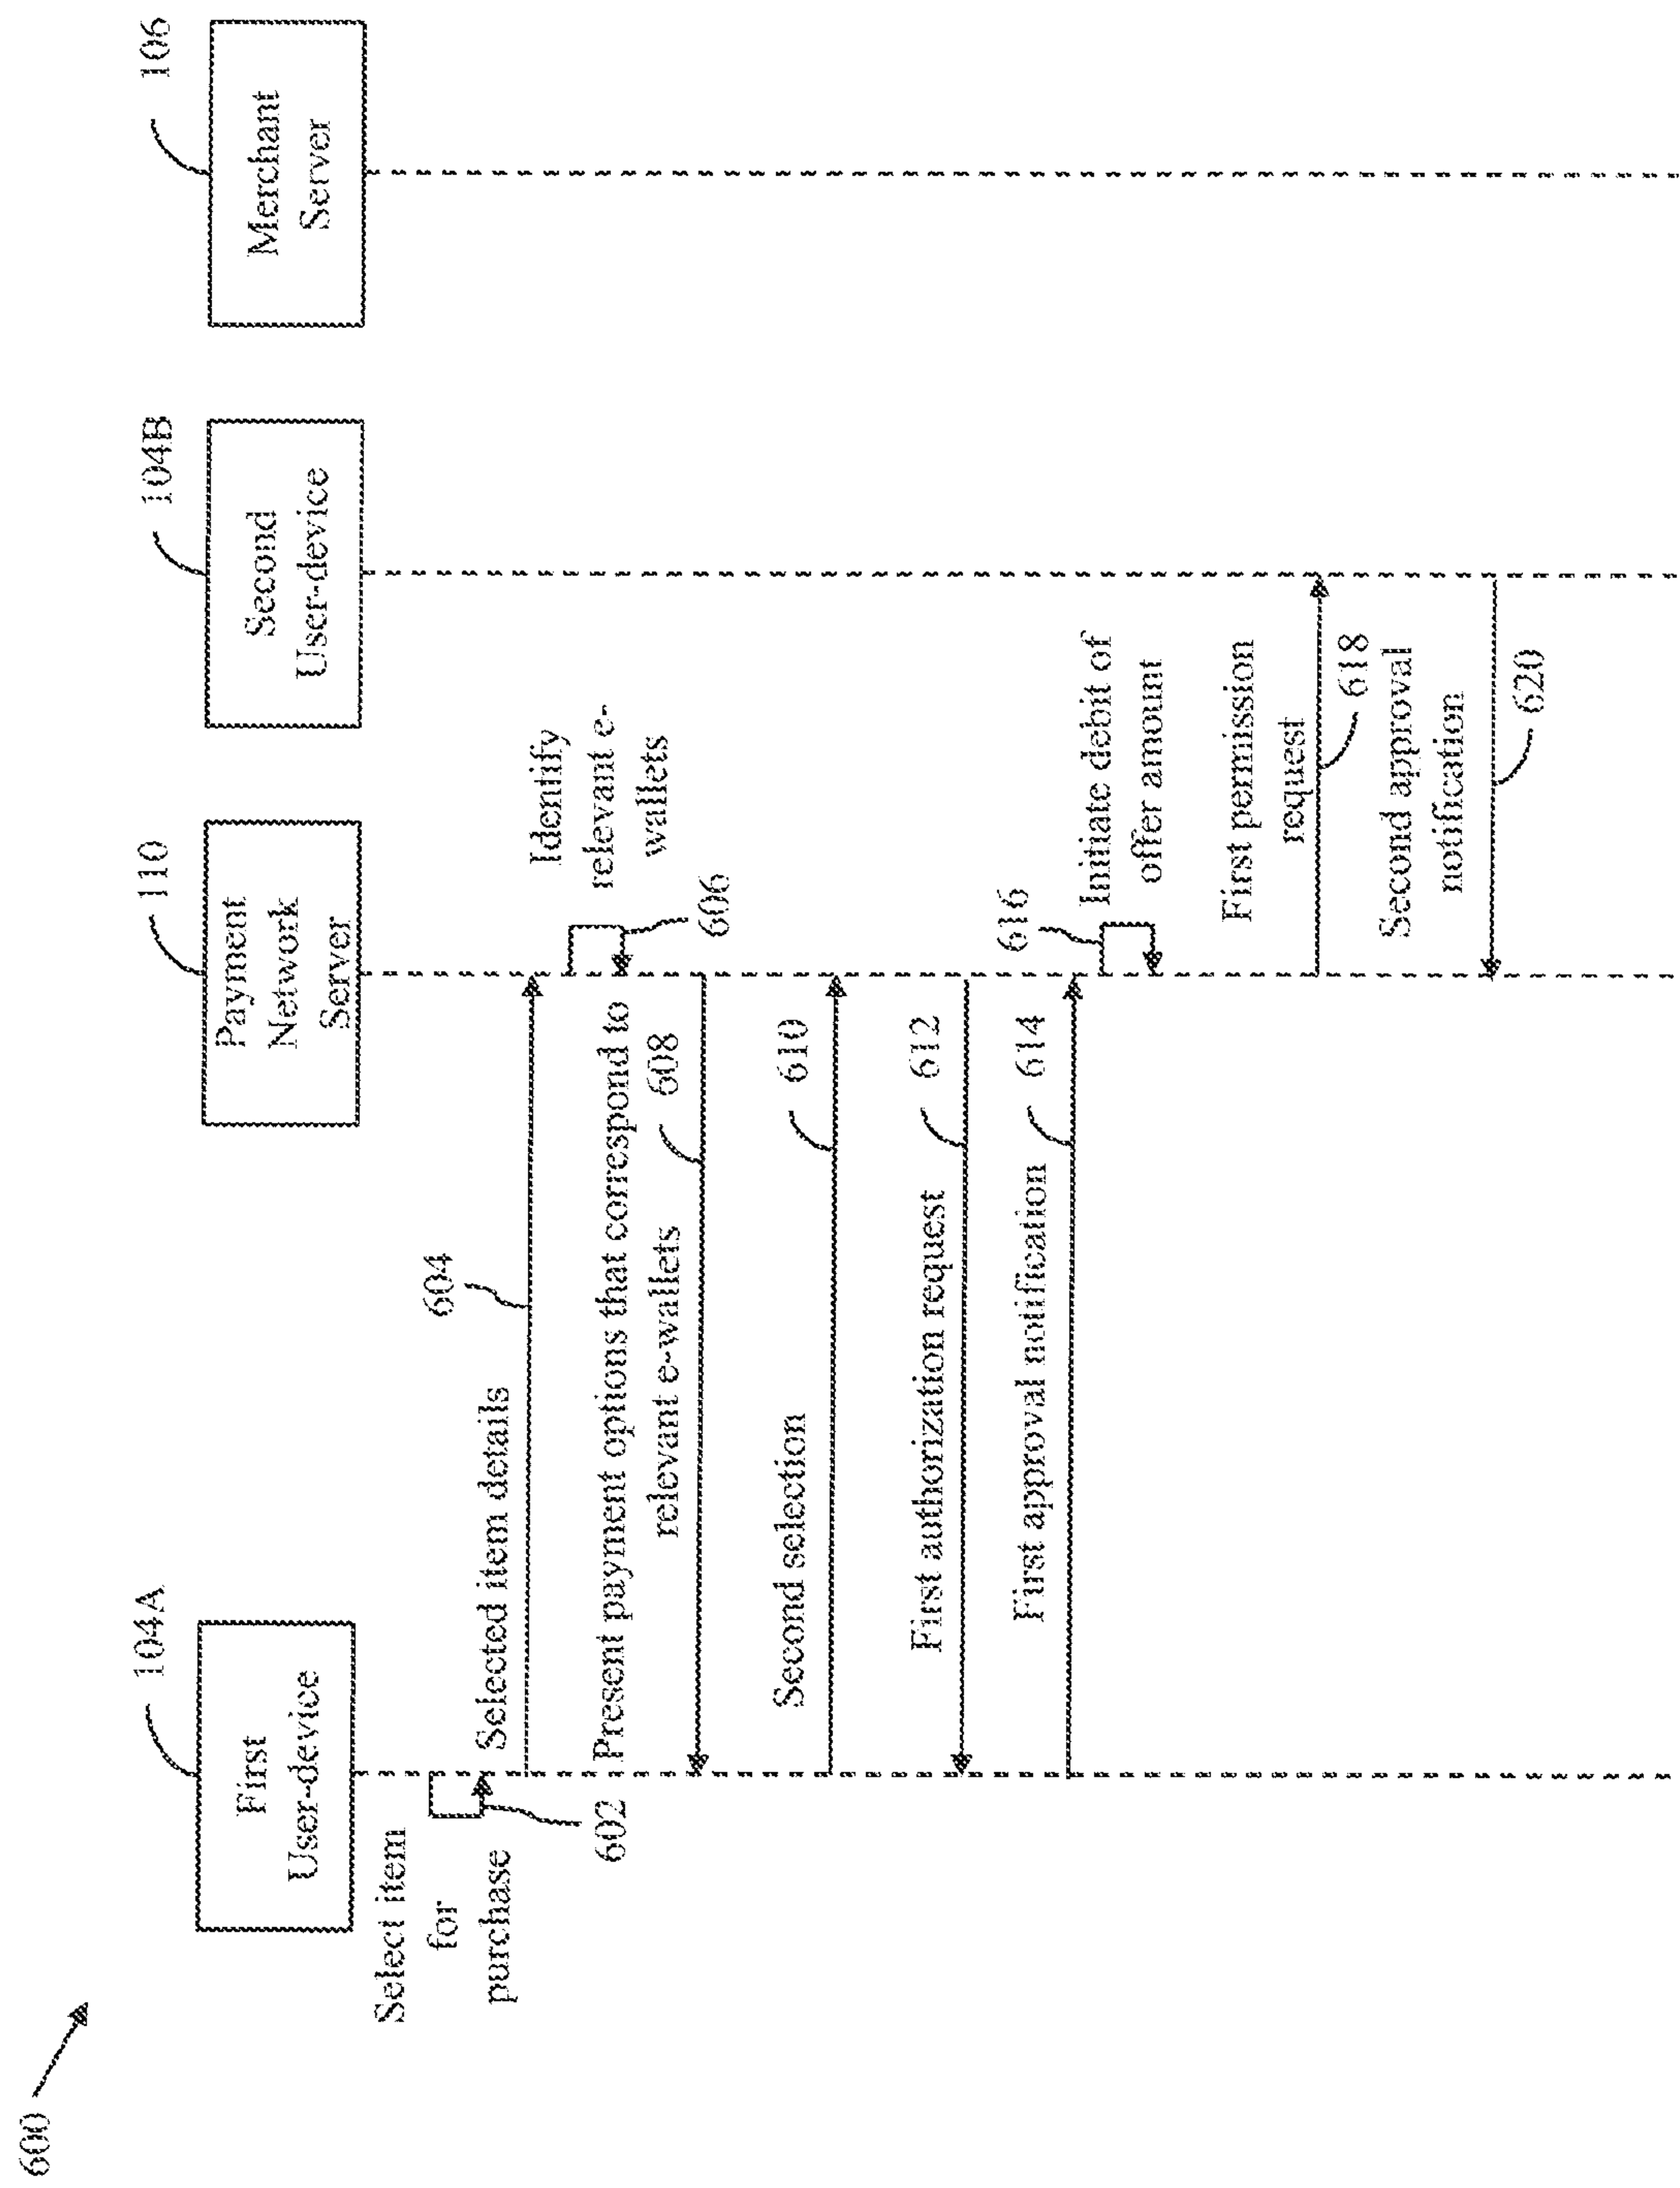 600
104A
First
User-device
110
Payment
Network
Server
104B
Second
User-device
106
Merchant
Server
Select item
for
purchase
602
604
Selected item details
Identify
relevant e-
wallets
606
Present payment options that correspond to
relevant e-wallets
608
Second selection
610
First authorization request
612
First approval notification
614
616
Initiate debit of
offer amount
First permission
request
618
Second approval
notification
620